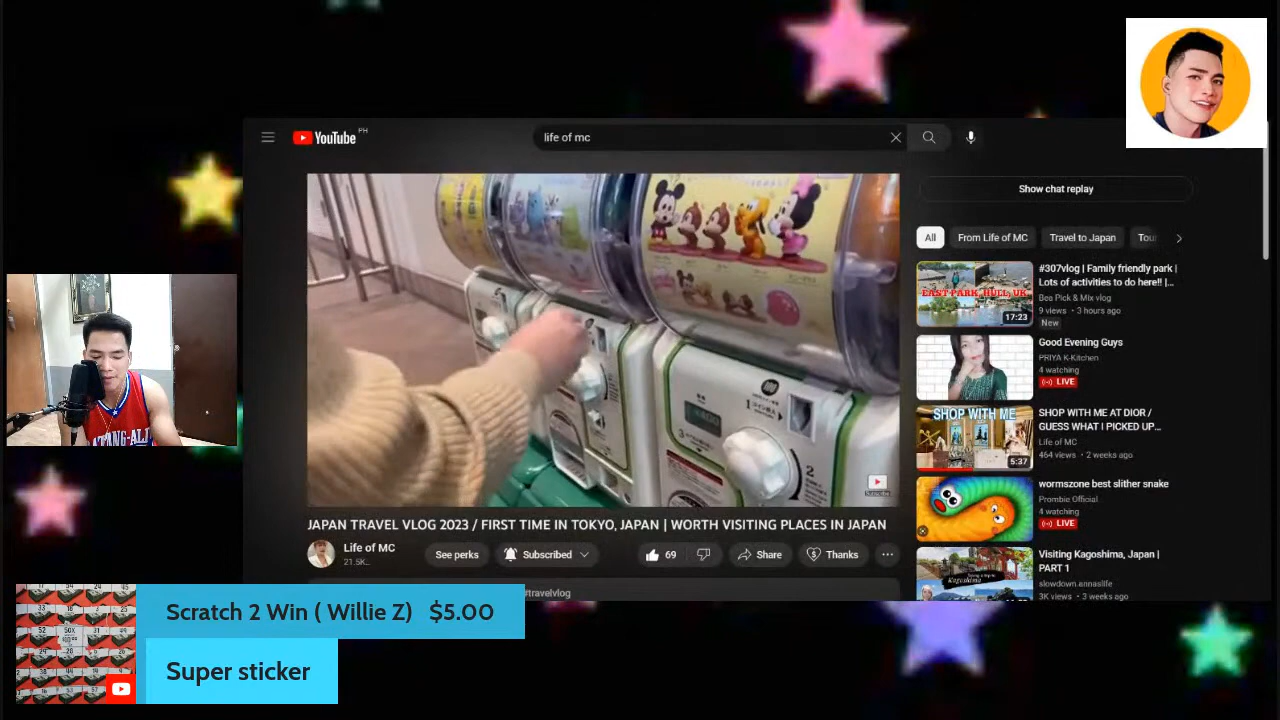 YouTube PH
life of mc
Show chat replay
All
From Life of MC
Travel to Japan
Tou
#307vlog | Family friendly park |
Lots of activities to do here!! |...
Bea Pick & Mix vlog
9 views • 3 hours ago
New
EAST PARK, HULL, UK
17:23
Good Evening Guys
PRIYA K-Kitchen
4 watching
LIVE
SHOP WITH ME
5:37
SHOP WITH ME AT DIOR /
GUESS WHAT I PICKED UP...
Life of MC
464 views • 2 weeks ago
wormszone best slither snake
Prombie Official
4 watching
LIVE
Visiting Kagoshima, Japan |
PART 1
slowdown.annaslife
3K views • 3 weeks ago
Kagoshima
1
2
3
Subscribe
JAPAN TRAVEL VLOG 2023 / FIRST TIME IN TOKYO, JAPAN | WORTH VISITING PLACES IN JAPAN
Life of MC
21.5K...
See perks
Subscribed
69
Share
Thanks
#travelvlog
Scratch 2 Win ( Willie Z) $5.00
Super sticker